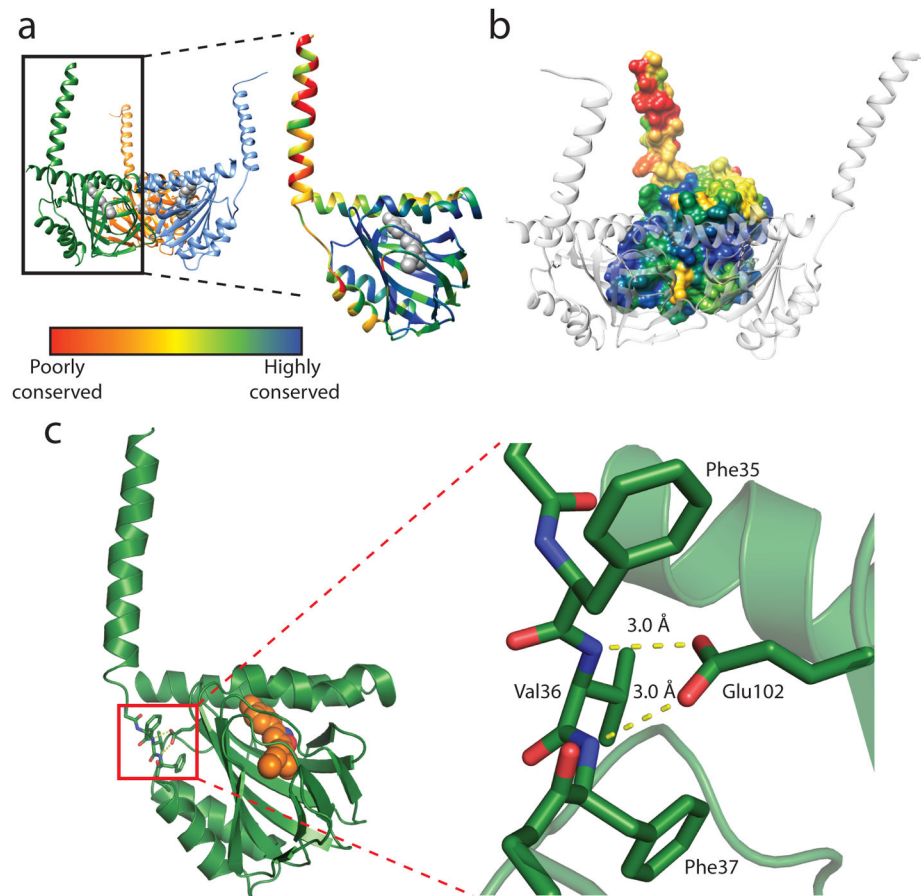 a
b
Poorly
conserved
Highly
conserved
c
Phe35
3.0 Å
Val36
3.0 Å
Glu102
Phe37